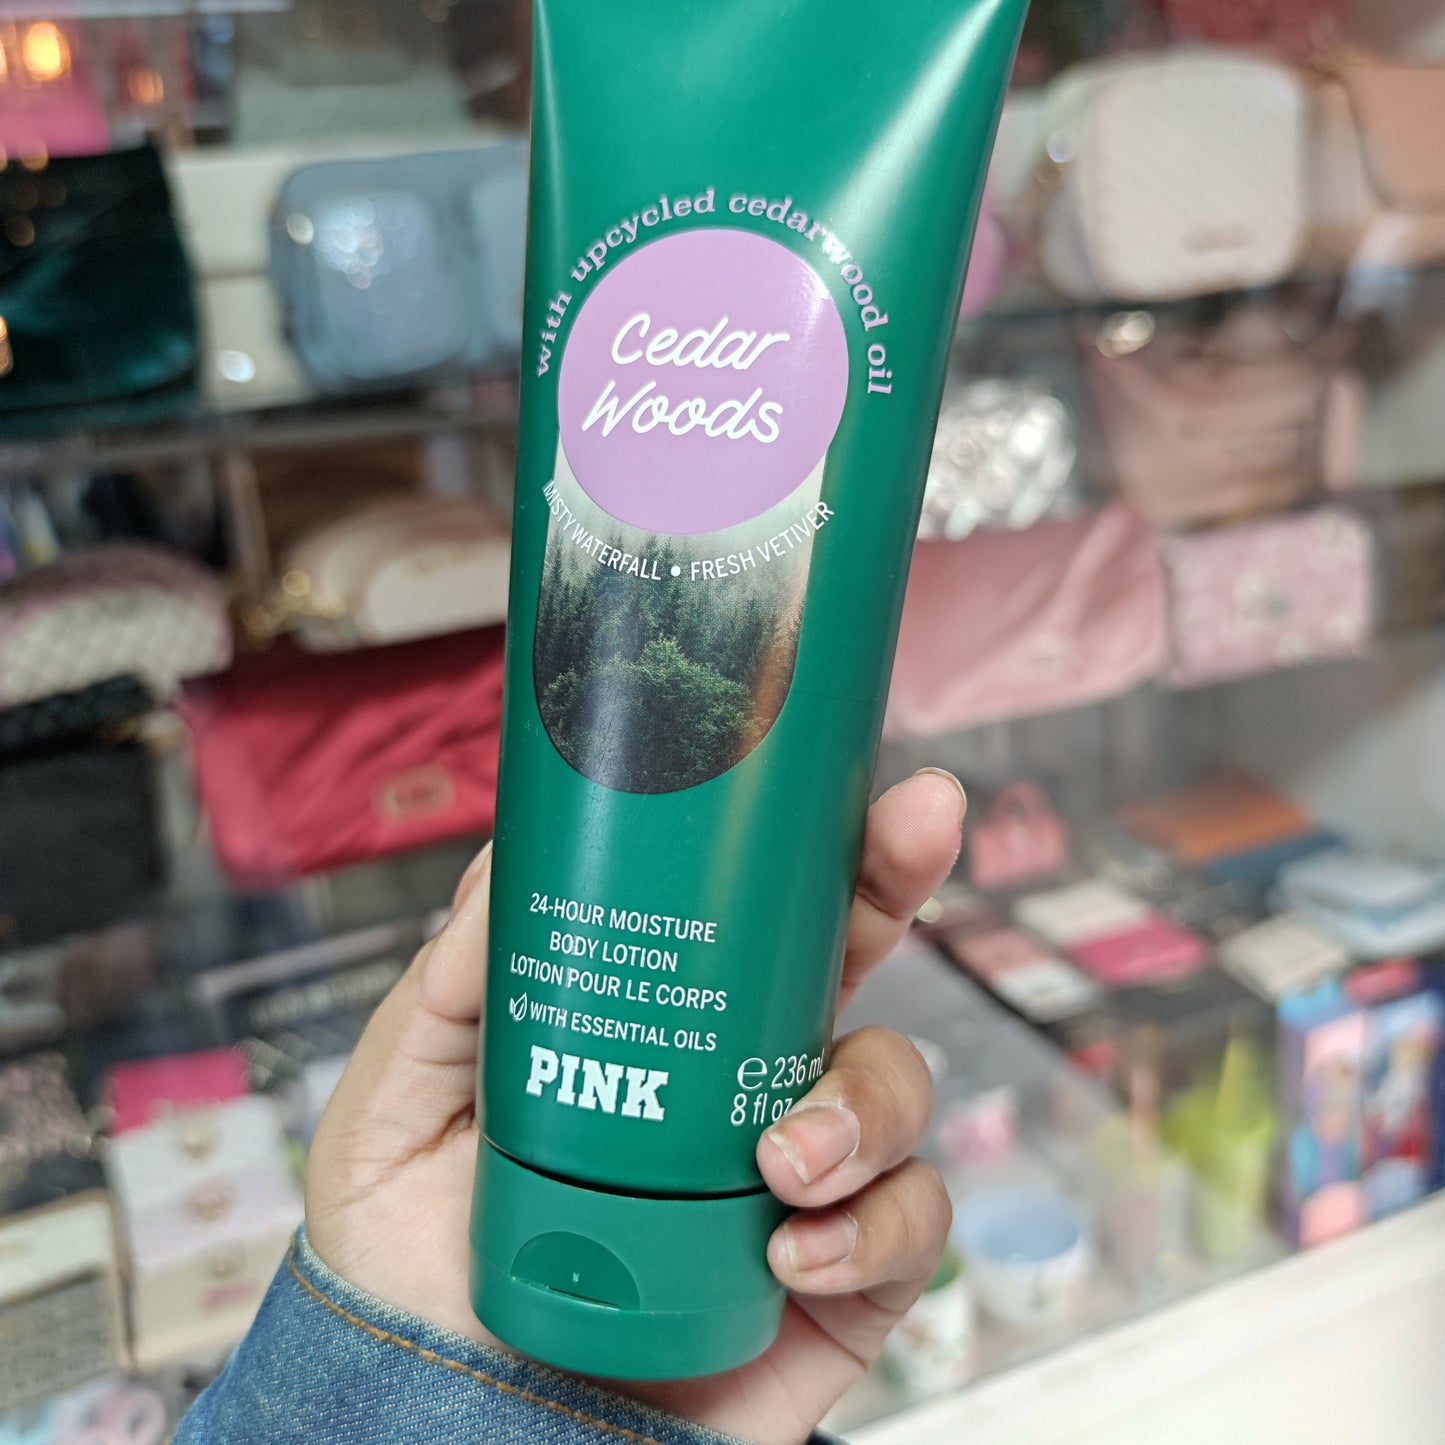 with upcycled cedarwood oil
Cedar
Woods
MISTY WATERFALL • FRESH VETIVER
24-HOUR MOISTURE
BODY LOTION
LOTION POUR LE CORPS
WITH ESSENTIAL OILS
PINK
℮ 236 mL
8 fl oz